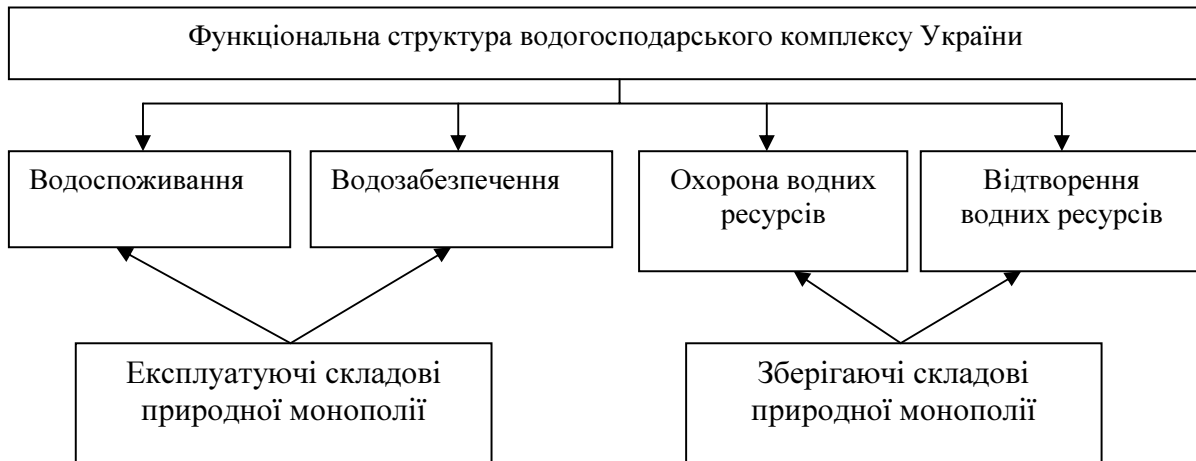 Функціональна структура водогосподарського комплексу України
Водоспоживання
Водозабезпечення
Охорона водних
ресурсів
Відтворення
водних ресурсів
Експлуатуючі складові
природної монополії
Зберігаючі складові
природної монополії